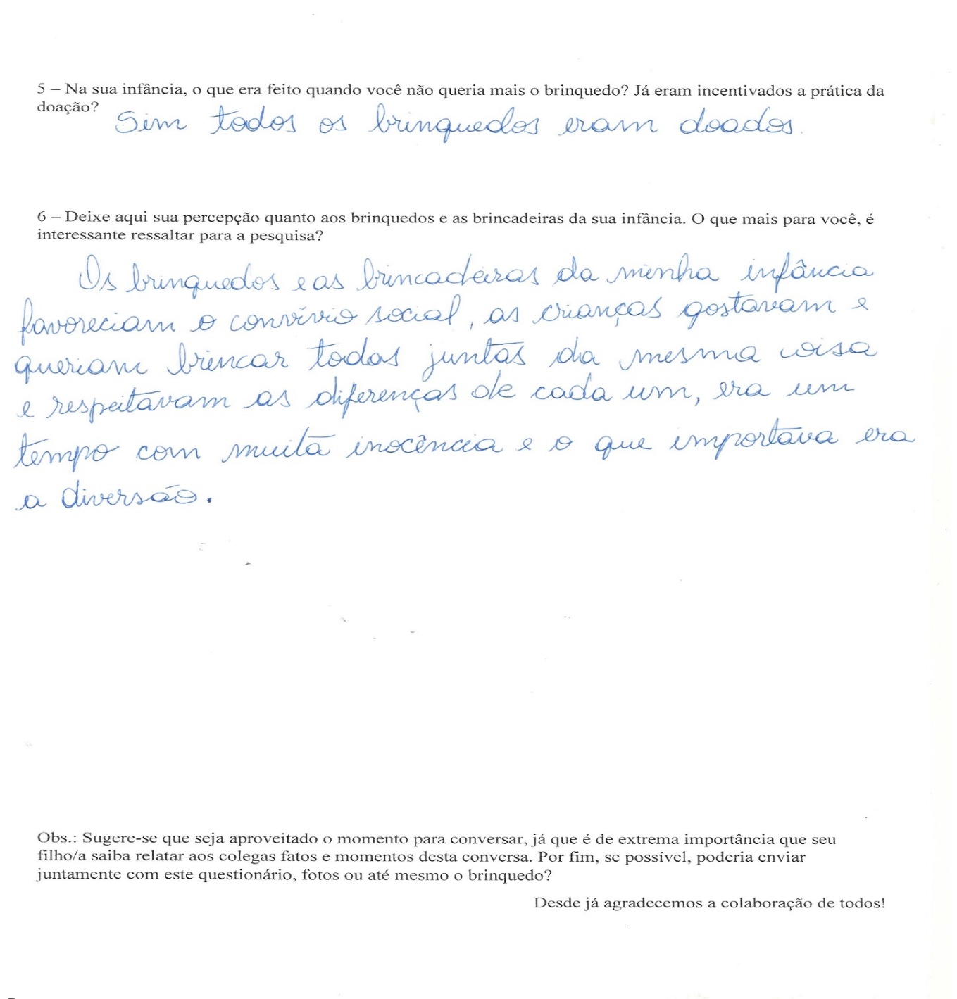 5 – Na sua infância, o que era feito quando você não queria mais o brinquedo? Já eram incentivados a prática da
doação?
Sim todos os brinquedos eram doados.
6 – Deixe aqui sua percepção quanto aos brinquedos e as brincadeiras da sua infância. O que mais para você, é
interessante ressaltar para a pesquisa?
Os brinquedos e as brincadeiras da minha infância
favoreciam o convívio social, as crianças gostavam e
queriam brincar todas juntas da mesma coisa
e respeitavam as diferenças de cada um, era um
tempo com muita inocência e o que importava era
a diversão.
Obs.: Sugere-se que seja aproveitado o momento para conversar, já que é de extrema importância que seu
filho/a saiba relatar aos colegas fatos e momentos desta conversa. Por fim, se possível, poderia enviar
juntamente com este questionário, fotos ou até mesmo o brinquedo?
Desde já agradecemos a colaboração de todos!